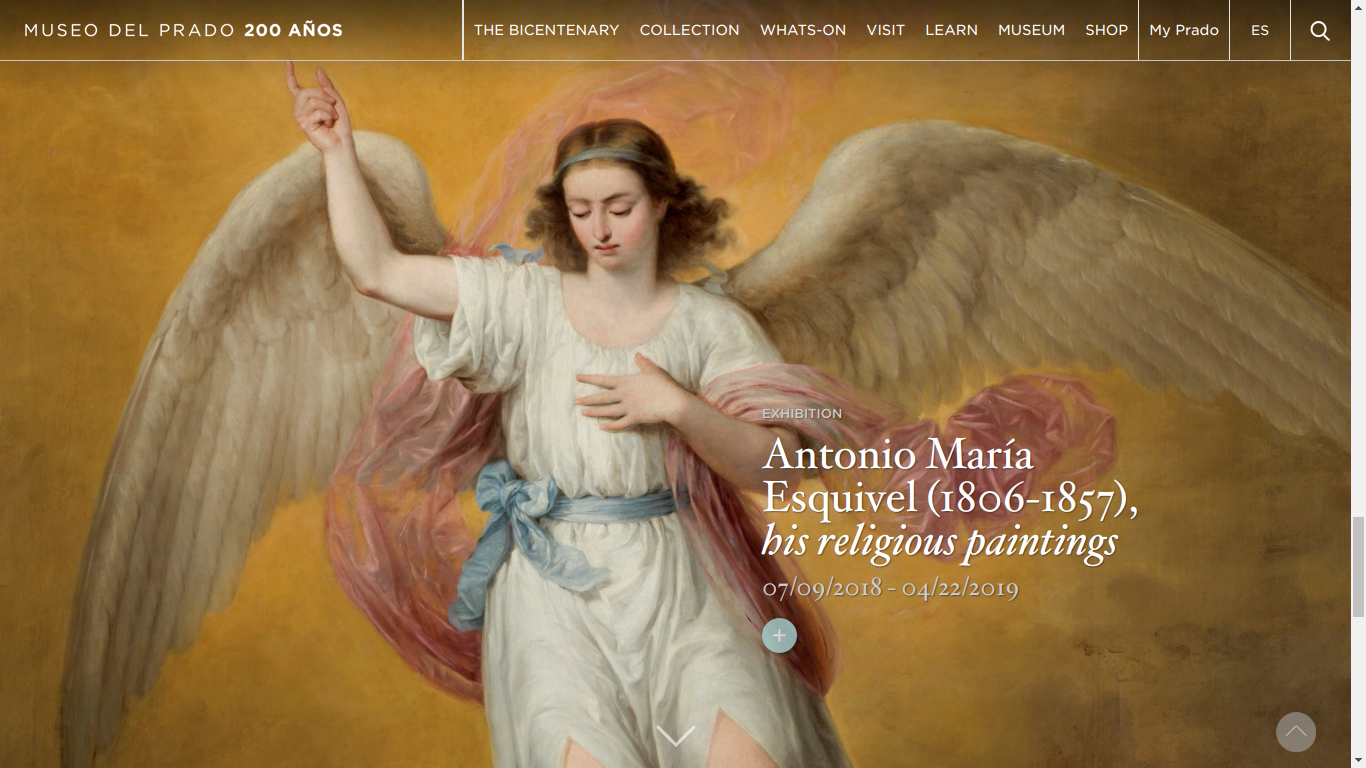 MUSEO DEL PRADO 200 AÑOS
THE BICENTENARY COLLECTION WHATS-ON VISIT LEARN MUSEUM SHOP My Prado ES
EXHIBITION
Antonio María
Esquivel (1806-1857),
his religious paintings
07/09/2018 - 04/22/2019